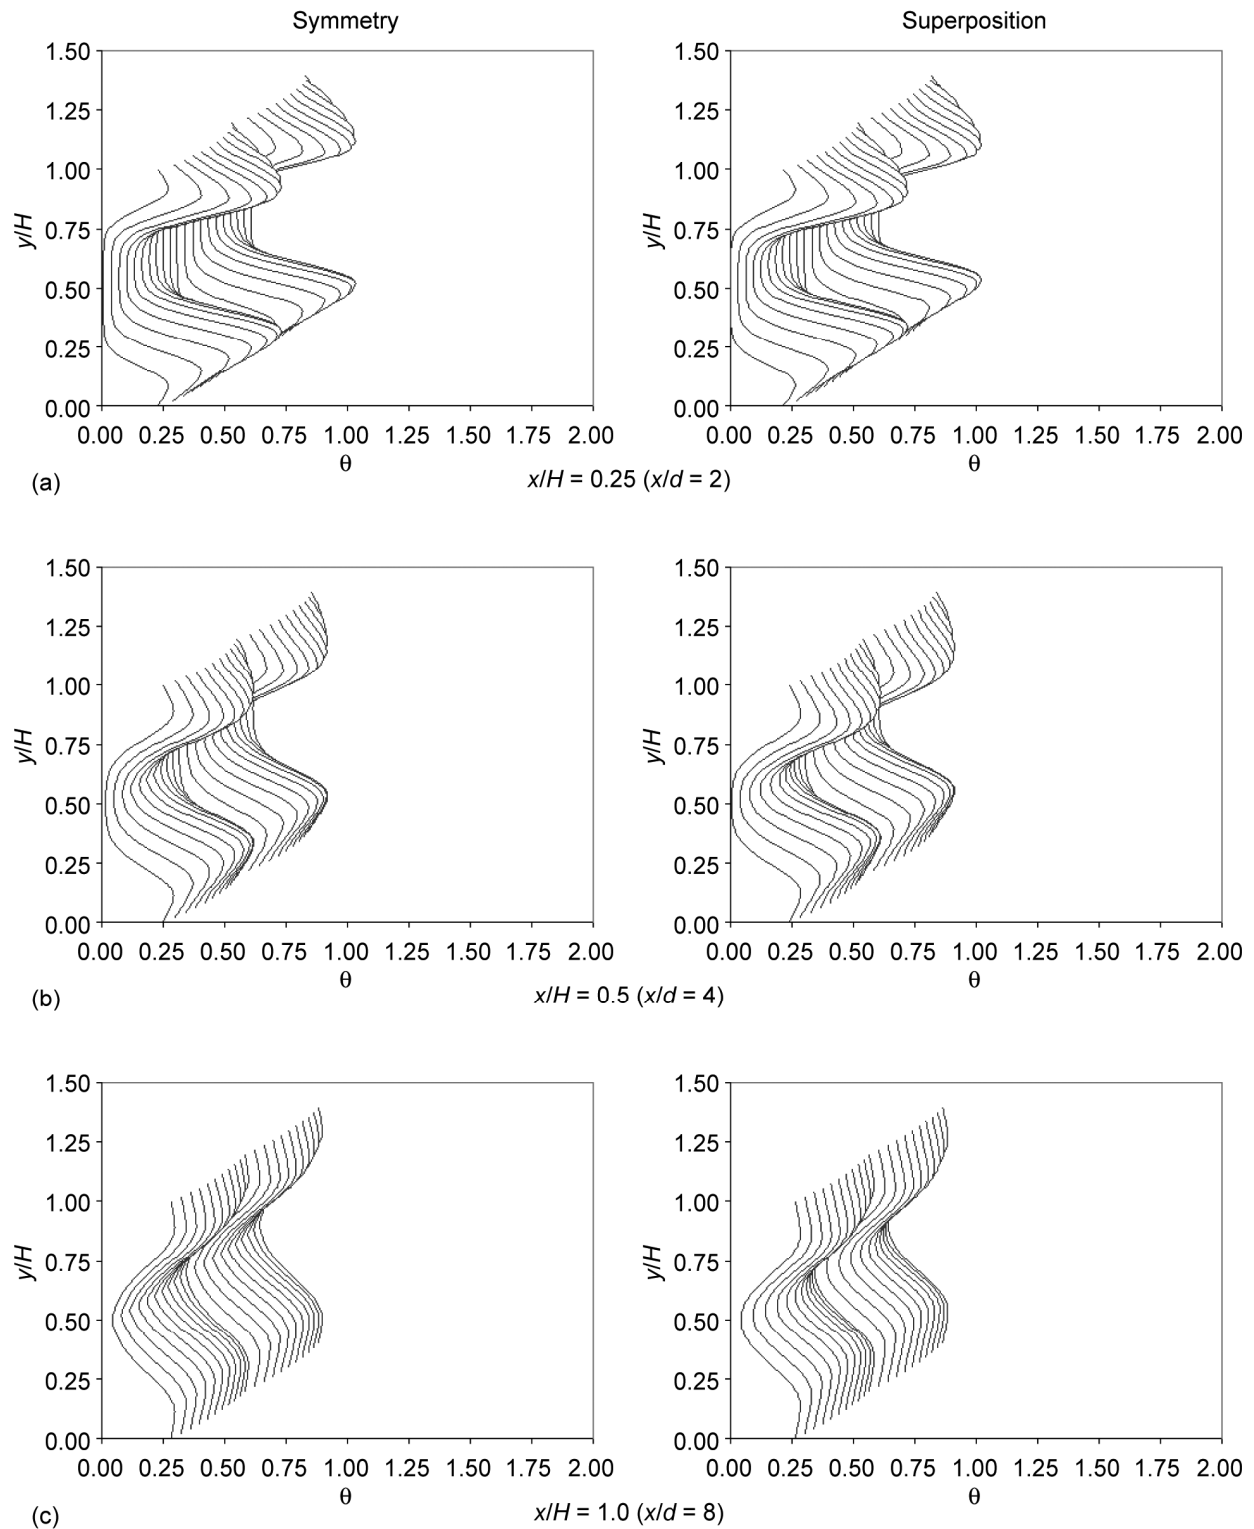 Symmetry Superposition
1.50 1.50
1.25 1.25
1.00 1.00
y/H 0.75 y/H 0.75
0.50 0.50
0.25 0.25
0.00 0.00
0.00 0.25 0.50 0.75 1.00 1.25 1.50 1.75 2.00 0.00 0.25 0.50 0.75 1.00 1.25 1.50 1.75 2.00
θ θ
(a) x/H = 0.25 (x/d = 2)
1.50 1.50
1.25 1.25
1.00 1.00
y/H 0.75 y/H 0.75
0.50 0.50
0.25 0.25
0.00 0.00
0.00 0.25 0.50 0.75 1.00 1.25 1.50 1.75 2.00 0.00 0.25 0.50 0.75 1.00 1.25 1.50 1.75 2.00
θ θ
(b) x/H = 0.5 (x/d = 4)
1.50 1.50
1.25 1.25
1.00 1.00
y/H 0.75 y/H 0.75
0.50 0.50
0.25 0.25
0.00 0.00
0.00 0.25 0.50 0.75 1.00 1.25 1.50 1.75 2.00 0.00 0.25 0.50 0.75 1.00 1.25 1.50 1.75 2.00
θ θ
(c) x/H = 1.0 (x/d = 8)